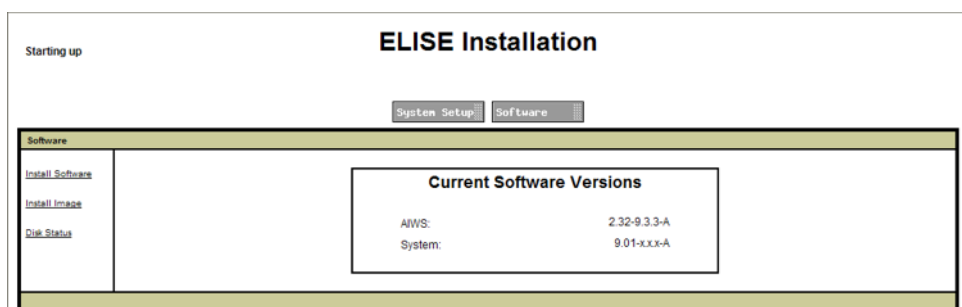 Starting up
ELISE Installation
System Setup
Software
Software
Install Software
Install Image
Disk Status
Current Software Versions
AIWS: 2.32-9.3.3-A
System: 9.01-x.x.x-A